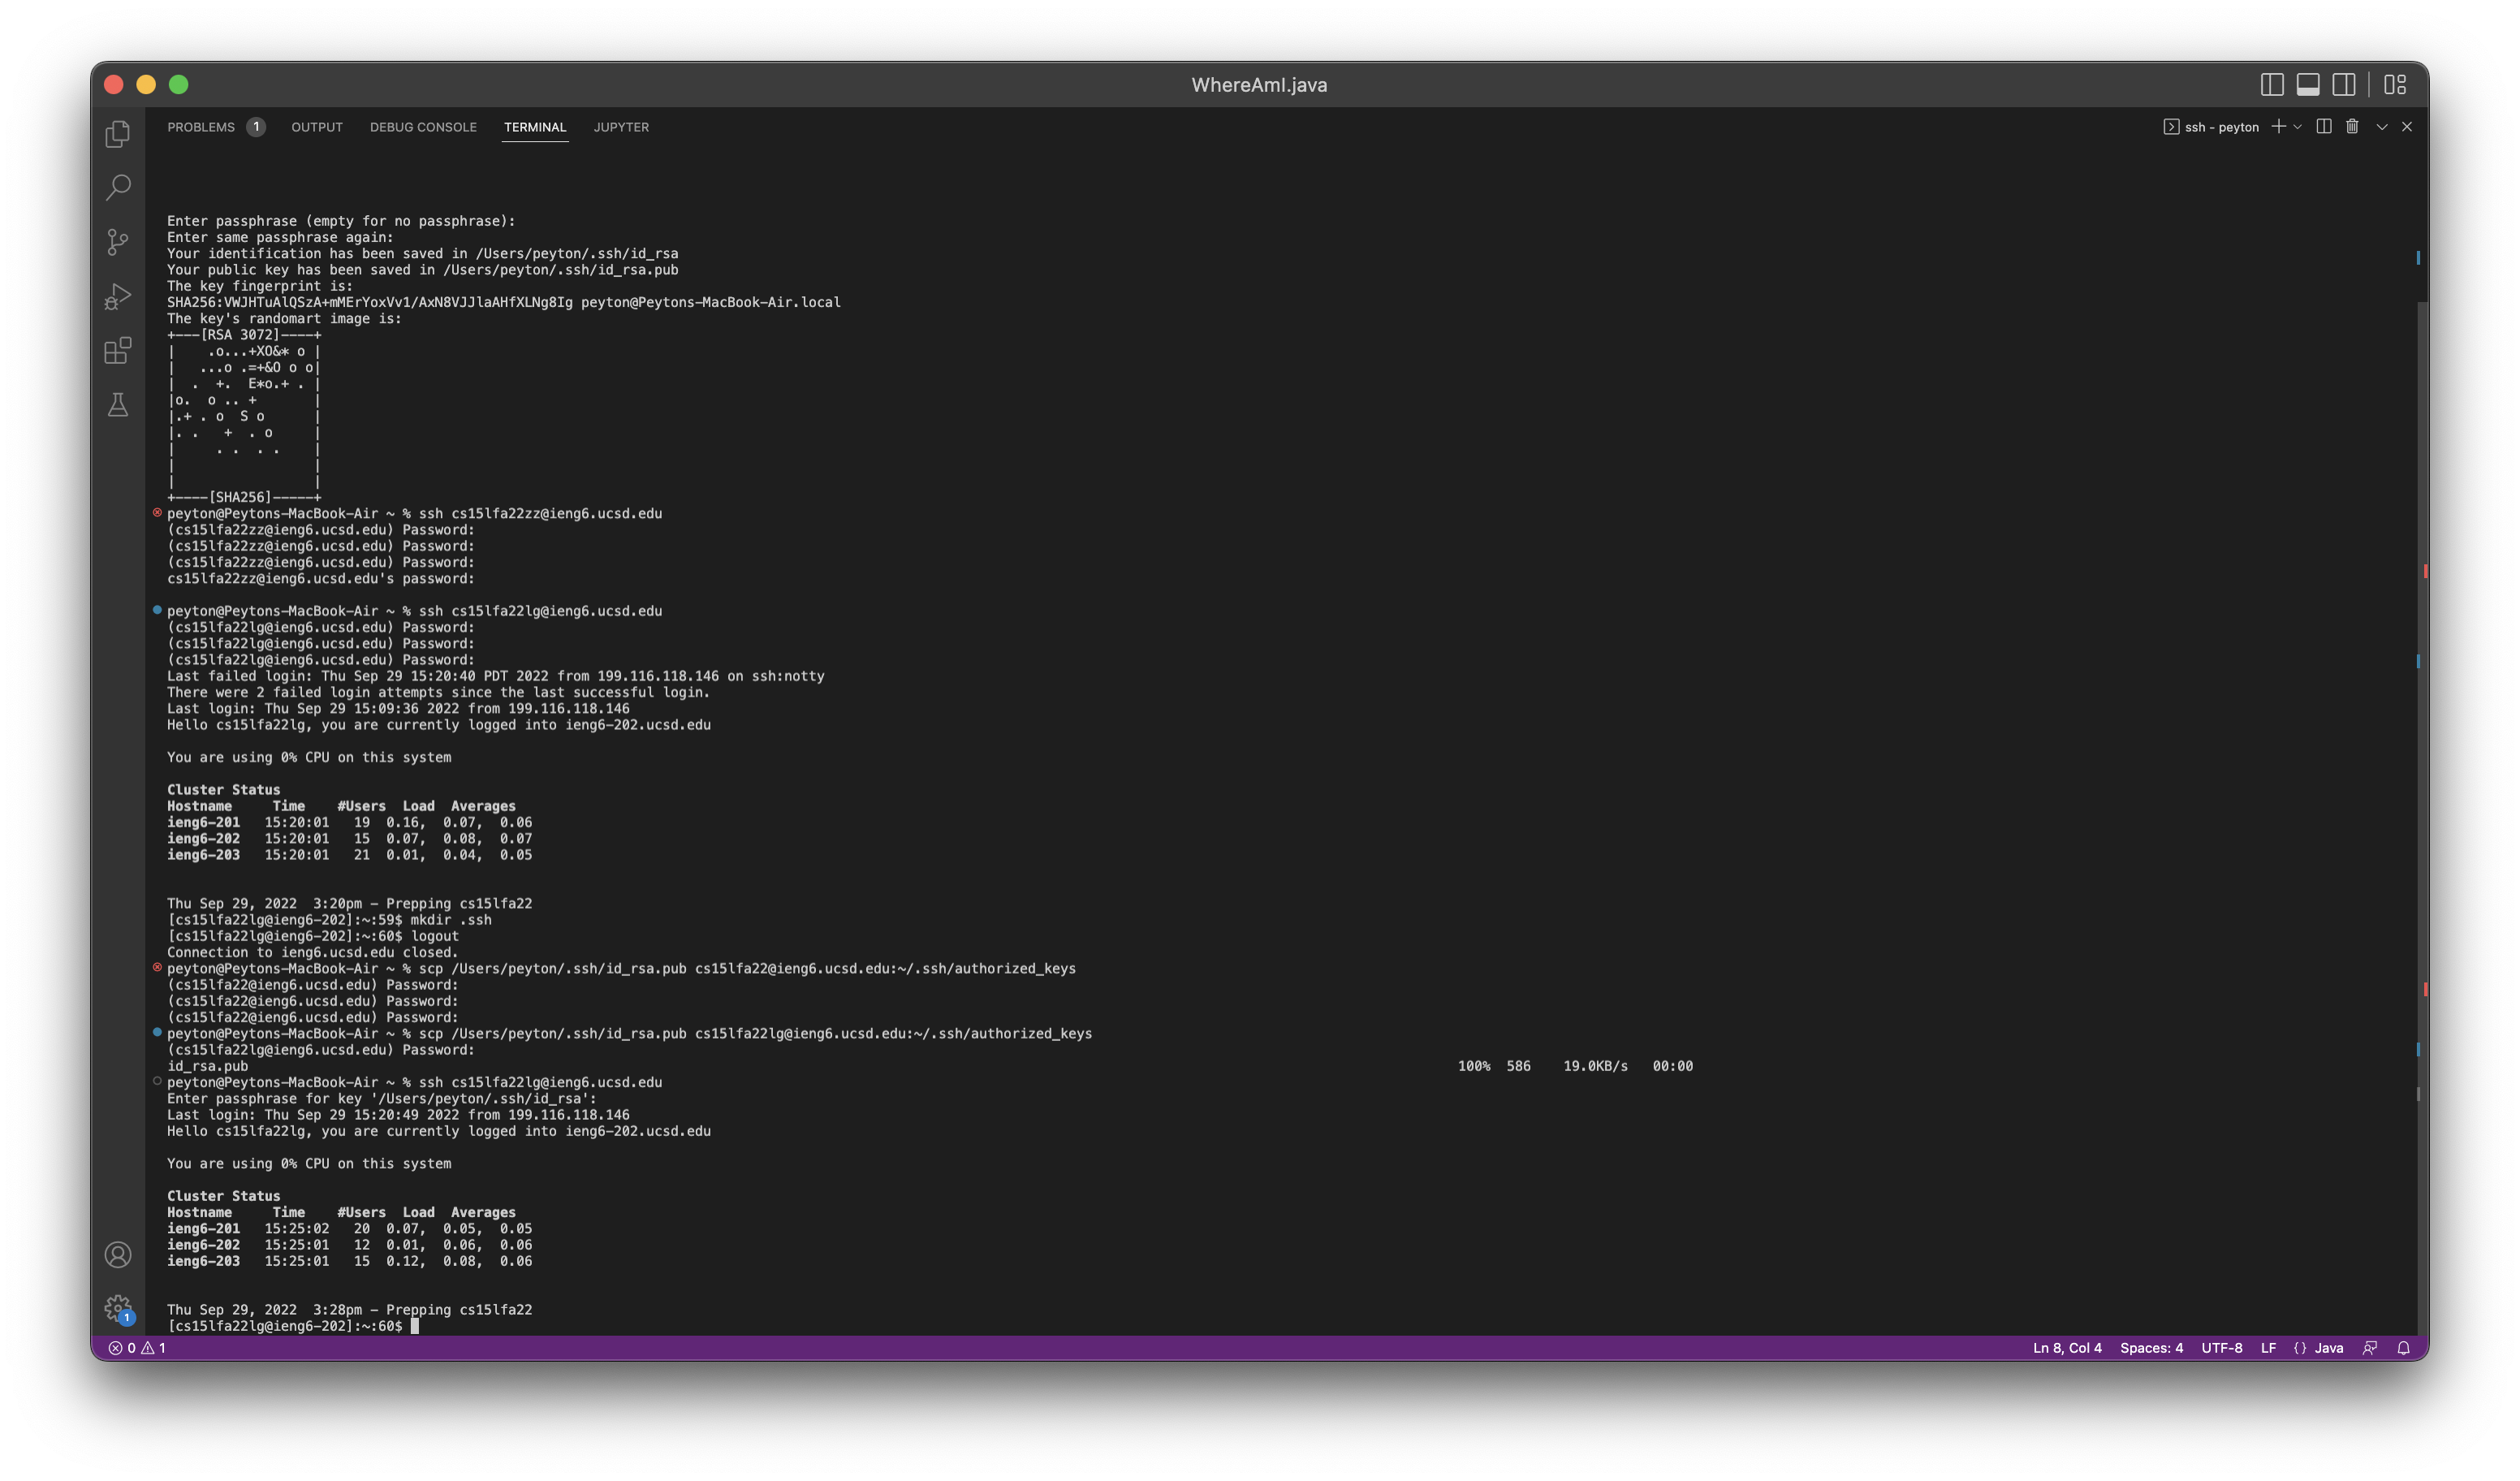 WhereAmI.java
PROBLEMS 1 OUTPUT DEBUG CONSOLE TERMINAL JUPYTER ssh - peyton
Enter passphrase (empty for no passphrase):
Enter same passphrase again:
Your identification has been saved in /Users/peyton/.ssh/id_rsa
Your public key has been saved in /Users/peyton/.ssh/id_rsa.pub
The key fingerprint is:
SHA256:VWJHTuAlQSzA+mMErYoxVv1/AxN8VJJlaAHfXLNg8Ig peyton@Peytons-MacBook-Air.local
The key's randomart image is:
+---[RSA 3072]----+
|    .o...+XO&* o |
|   ...o .=+&O o o|
|  .  +.  E*o.+ . |
|o.  o .. +       |
|.+ . o  S o      |
|. .   +  . o     |
|     . .  . .    |
|                 |
|                 |
+----[SHA256]-----+
peyton@Peytons-MacBook-Air ~ % ssh cs15lfa22zz@ieng6.ucsd.edu
(cs15lfa22zz@ieng6.ucsd.edu) Password:
(cs15lfa22zz@ieng6.ucsd.edu) Password:
(cs15lfa22zz@ieng6.ucsd.edu) Password:
cs15lfa22zz@ieng6.ucsd.edu's password:
peyton@Peytons-MacBook-Air ~ % ssh cs15lfa22lg@ieng6.ucsd.edu
(cs15lfa22lg@ieng6.ucsd.edu) Password:
(cs15lfa22lg@ieng6.ucsd.edu) Password:
(cs15lfa22lg@ieng6.ucsd.edu) Password:
Last failed login: Thu Sep 29 15:20:40 PDT 2022 from 199.116.118.146 on ssh:notty
There were 2 failed login attempts since the last successful login.
Last login: Thu Sep 29 15:09:36 2022 from 199.116.118.146
Hello cs15lfa22lg, you are currently logged into ieng6-202.ucsd.edu
You are using 0% CPU on this system
Cluster Status
Hostname     Time    #Users  Load  Averages
ieng6-201   15:20:01   19  0.16,  0.07,  0.06
ieng6-202   15:20:01   15  0.07,  0.08,  0.07
ieng6-203   15:20:01   21  0.01,  0.04,  0.05
Thu Sep 29, 2022  3:20pm - Prepping cs15lfa22
[cs15lfa22lg@ieng6-202]:~:59$ mkdir .ssh
[cs15lfa22lg@ieng6-202]:~:60$ logout
Connection to ieng6.ucsd.edu closed.
peyton@Peytons-MacBook-Air ~ % scp /Users/peyton/.ssh/id_rsa.pub cs15lfa22@ieng6.ucsd.edu:~/.ssh/authorized_keys
(cs15lfa22@ieng6.ucsd.edu) Password:
(cs15lfa22@ieng6.ucsd.edu) Password:
(cs15lfa22@ieng6.ucsd.edu) Password:
peyton@Peytons-MacBook-Air ~ % scp /Users/peyton/.ssh/id_rsa.pub cs15lfa22lg@ieng6.ucsd.edu:~/.ssh/authorized_keys
(cs15lfa22lg@ieng6.ucsd.edu) Password:
id_rsa.pub 100%  586    19.0KB/s   00:00
peyton@Peytons-MacBook-Air ~ % ssh cs15lfa22lg@ieng6.ucsd.edu
Enter passphrase for key '/Users/peyton/.ssh/id_rsa':
Last login: Thu Sep 29 15:20:49 2022 from 199.116.118.146
Hello cs15lfa22lg, you are currently logged into ieng6-202.ucsd.edu
You are using 0% CPU on this system
Cluster Status
Hostname     Time    #Users  Load  Averages
ieng6-201   15:25:02   20  0.07,  0.05,  0.05
ieng6-202   15:25:01   12  0.01,  0.06,  0.06
ieng6-203   15:25:01   15  0.12,  0.08,  0.06
Thu Sep 29, 2022  3:28pm - Prepping cs15lfa22
[cs15lfa22lg@ieng6-202]:~:60$
1
0 1 Ln 8, Col 4 Spaces: 4 UTF-8 LF {} Java